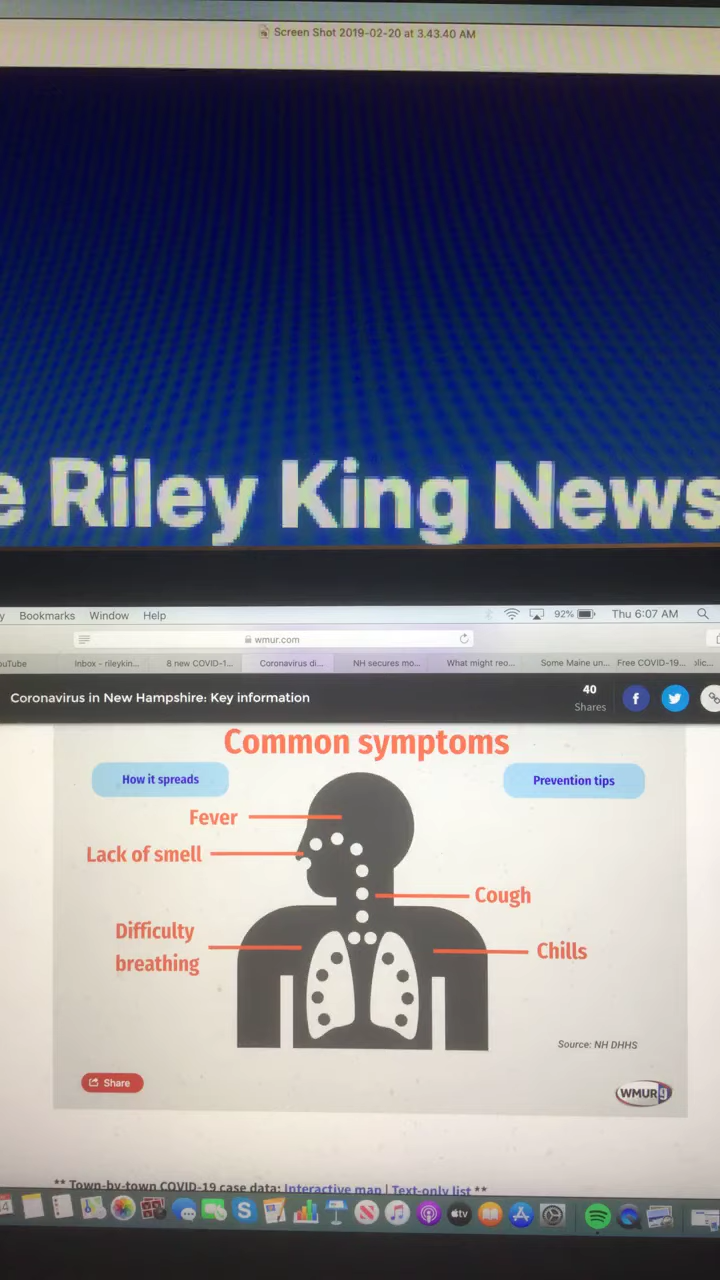 Screen Shot 2019-02-20 at 3.43.40 AM
e Riley King News
y Bookmarks Window Help 92% Thu 6:07 AM
wmur.com
ouTube Inbox - rileykin... 8 new COVID-1... Coronavirus di... NH secures mo... What might reo... Some Maine un... Free COVID-19...
Coronavirus in New Hampshire: Key information
40
Shares
Common symptoms
How it spreads
Prevention tips
Fever
Lack of smell
Cough
Difficulty
breathing
Chills
Source: NH DHHS
Share
WMUR 9
** Town-by-town COVID-19 case data: Interactive map | Text-only list **
tv